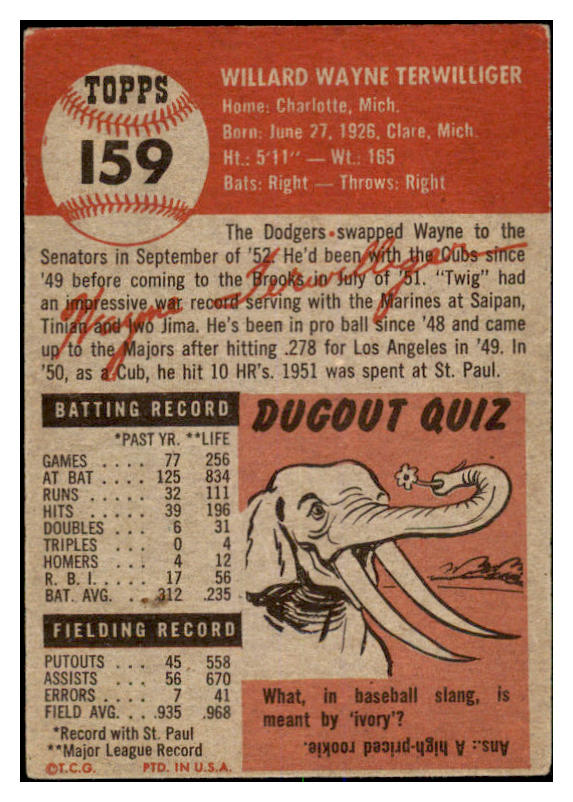 TOPPS
159
WILLARD WAYNE TERWILLIGER
Home: Charlotte, Mich.
Born: June 27, 1926, Clare, Mich.
Ht.: 5'11" — Wt.: 165
Bats: Right — Throws: Right
The Dodgers swapped Wayne to the
Senators in September of '52. He'd been with the Cubs since
'49 before coming to the Brooks in July of '51. "Twig" had
an impressive war record serving with the Marines at Saipan,
Tinian and Iwo Jima. He's been in pro ball since '48 and came
up to the Majors after hitting .278 for Los Angeles in '49. In
'50, as a Cub, he hit 10 HR's. 1951 was spent at St. Paul.
Wayne Terwilliger
BATTING RECORD
*PAST YR. **LIFE
GAMES .... 77 256
AT BAT .... 125 834
RUNS .... 32 111
HITS .... 39 196
DOUBLES ... 6 31
TRIPLES ... 0 4
HOMERS ... 4 12
R. B. I. .... 17 56
BAT. AVG. ... .312 .235
FIELDING RECORD
PUTOUTS ... 45 558
ASSISTS .... 56 670
ERRORS .... 7 41
FIELD AVG. ... .935 .968
*Record with St. Paul
**Major League Record
©T.C.G. PTD. IN U.S.A.
DUGOUT QUIZ
What, in baseball slang, is
meant by 'ivory'?
Ans.: A high-priced rookie.